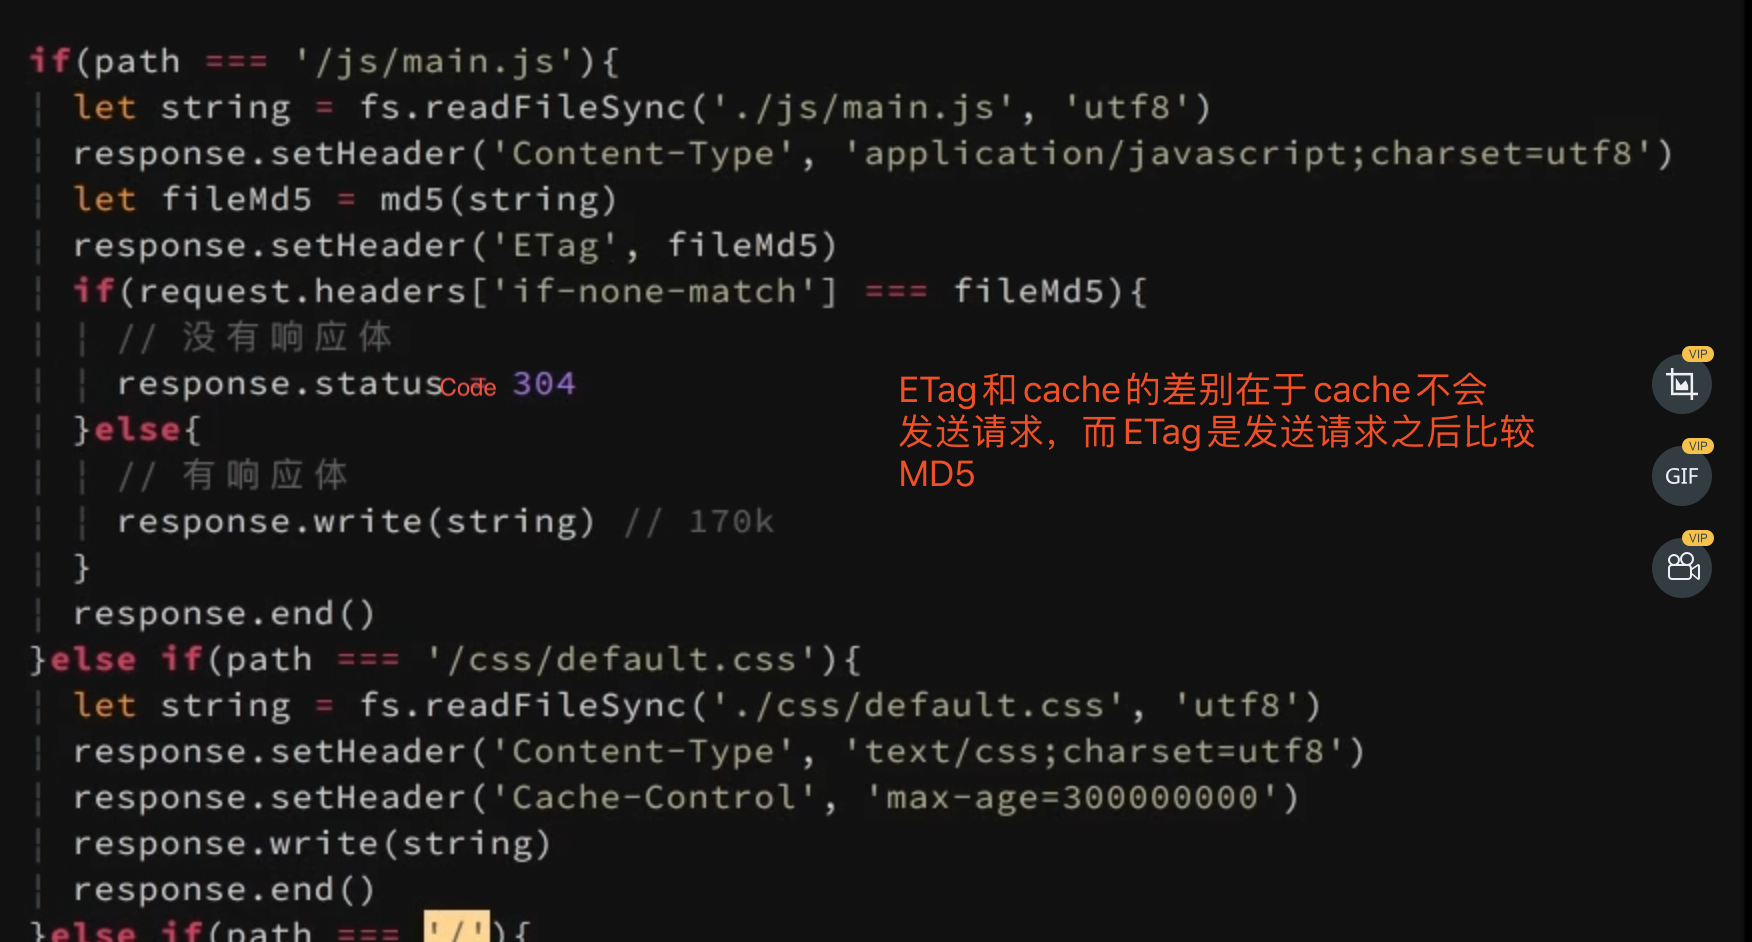 if(path === '/js/main.js'){
let string = fs.readFileSync('./js/main.js', 'utf8')
response.setHeader('Content-Type', 'application/javascript;charset=utf8')
let fileMd5 = md5(string)
response.setHeader('ETag', fileMd5)
if(request.headers['if-none-match'] === fileMd5){
// 没有响应体
response.statusCode = 304
}else{
// 有响应体
response.write(string) // 170k
}
response.end()
}else if(path === '/css/default.css'){
let string = fs.readFileSync('./css/default.css', 'utf8')
response.setHeader('Content-Type', 'text/css;charset=utf8')
response.setHeader('Cache-Control', 'max-age=300000000')
response.write(string)
response.end()
}else if(path === '/'){
ETag和cache的差别在于cache不会
发送请求，而ETag是发送请求之后比较
MD5
VIP
VIP
GIF
VIP